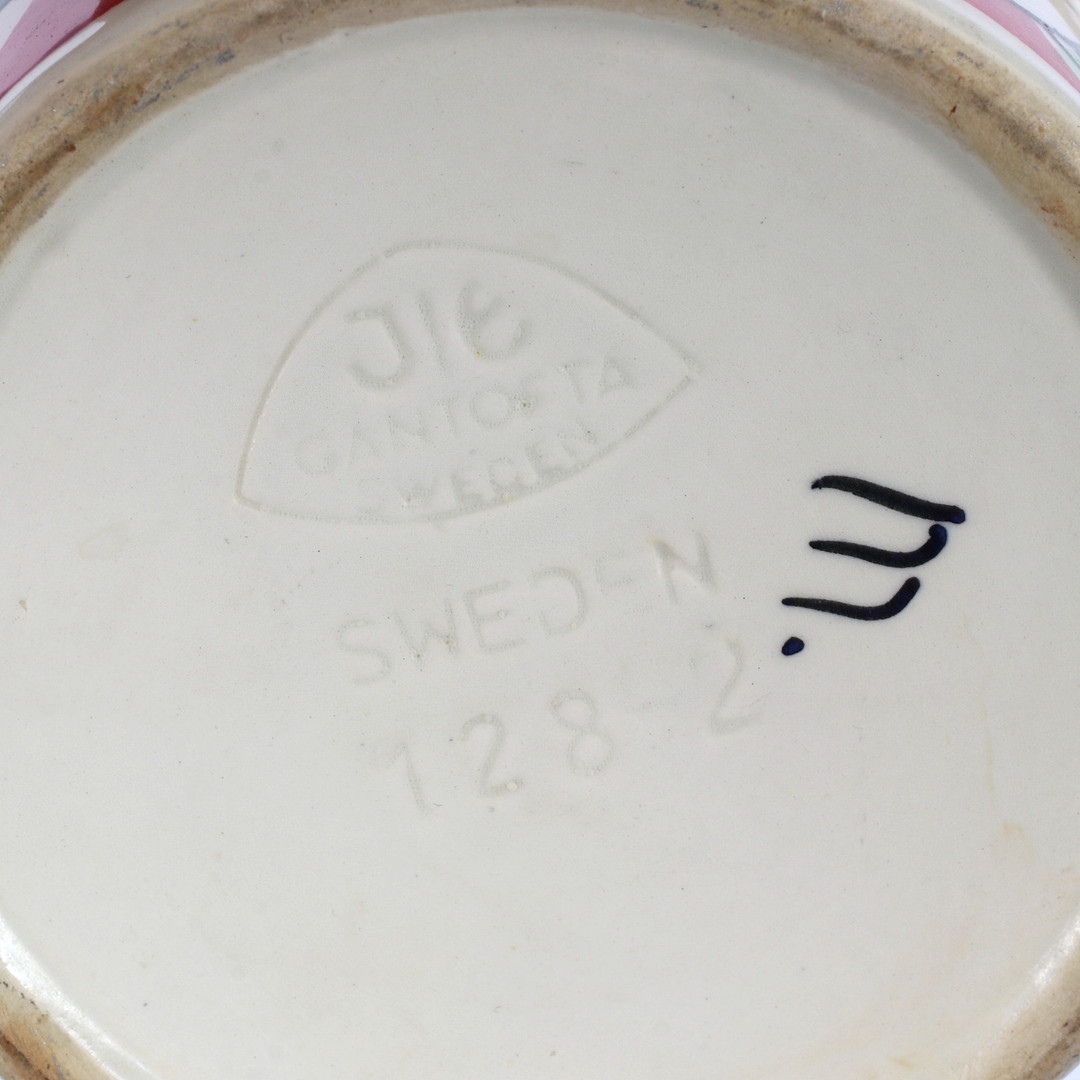 JIE
GANTOFTA
SWEDEN
SWEDEN
128-2
m.